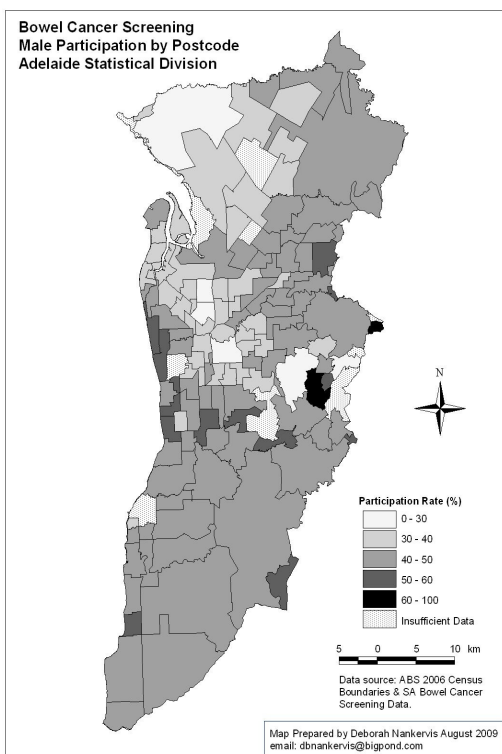 Bowel Cancer Screening
Male Participation by Postcode
Adelaide Statistical Division
N
Participation Rate (%)
0 - 30
30 - 40
40 - 50
50 - 60
60 - 100
Insufficient Data
5 0 10 km
Data source: ABS 2006 Census
Boundaries & SA Bowel Cancer
Screening Data.
Map Prepared by Deborah Nankervis August 2009
email: dbnankervis@bigpond.com